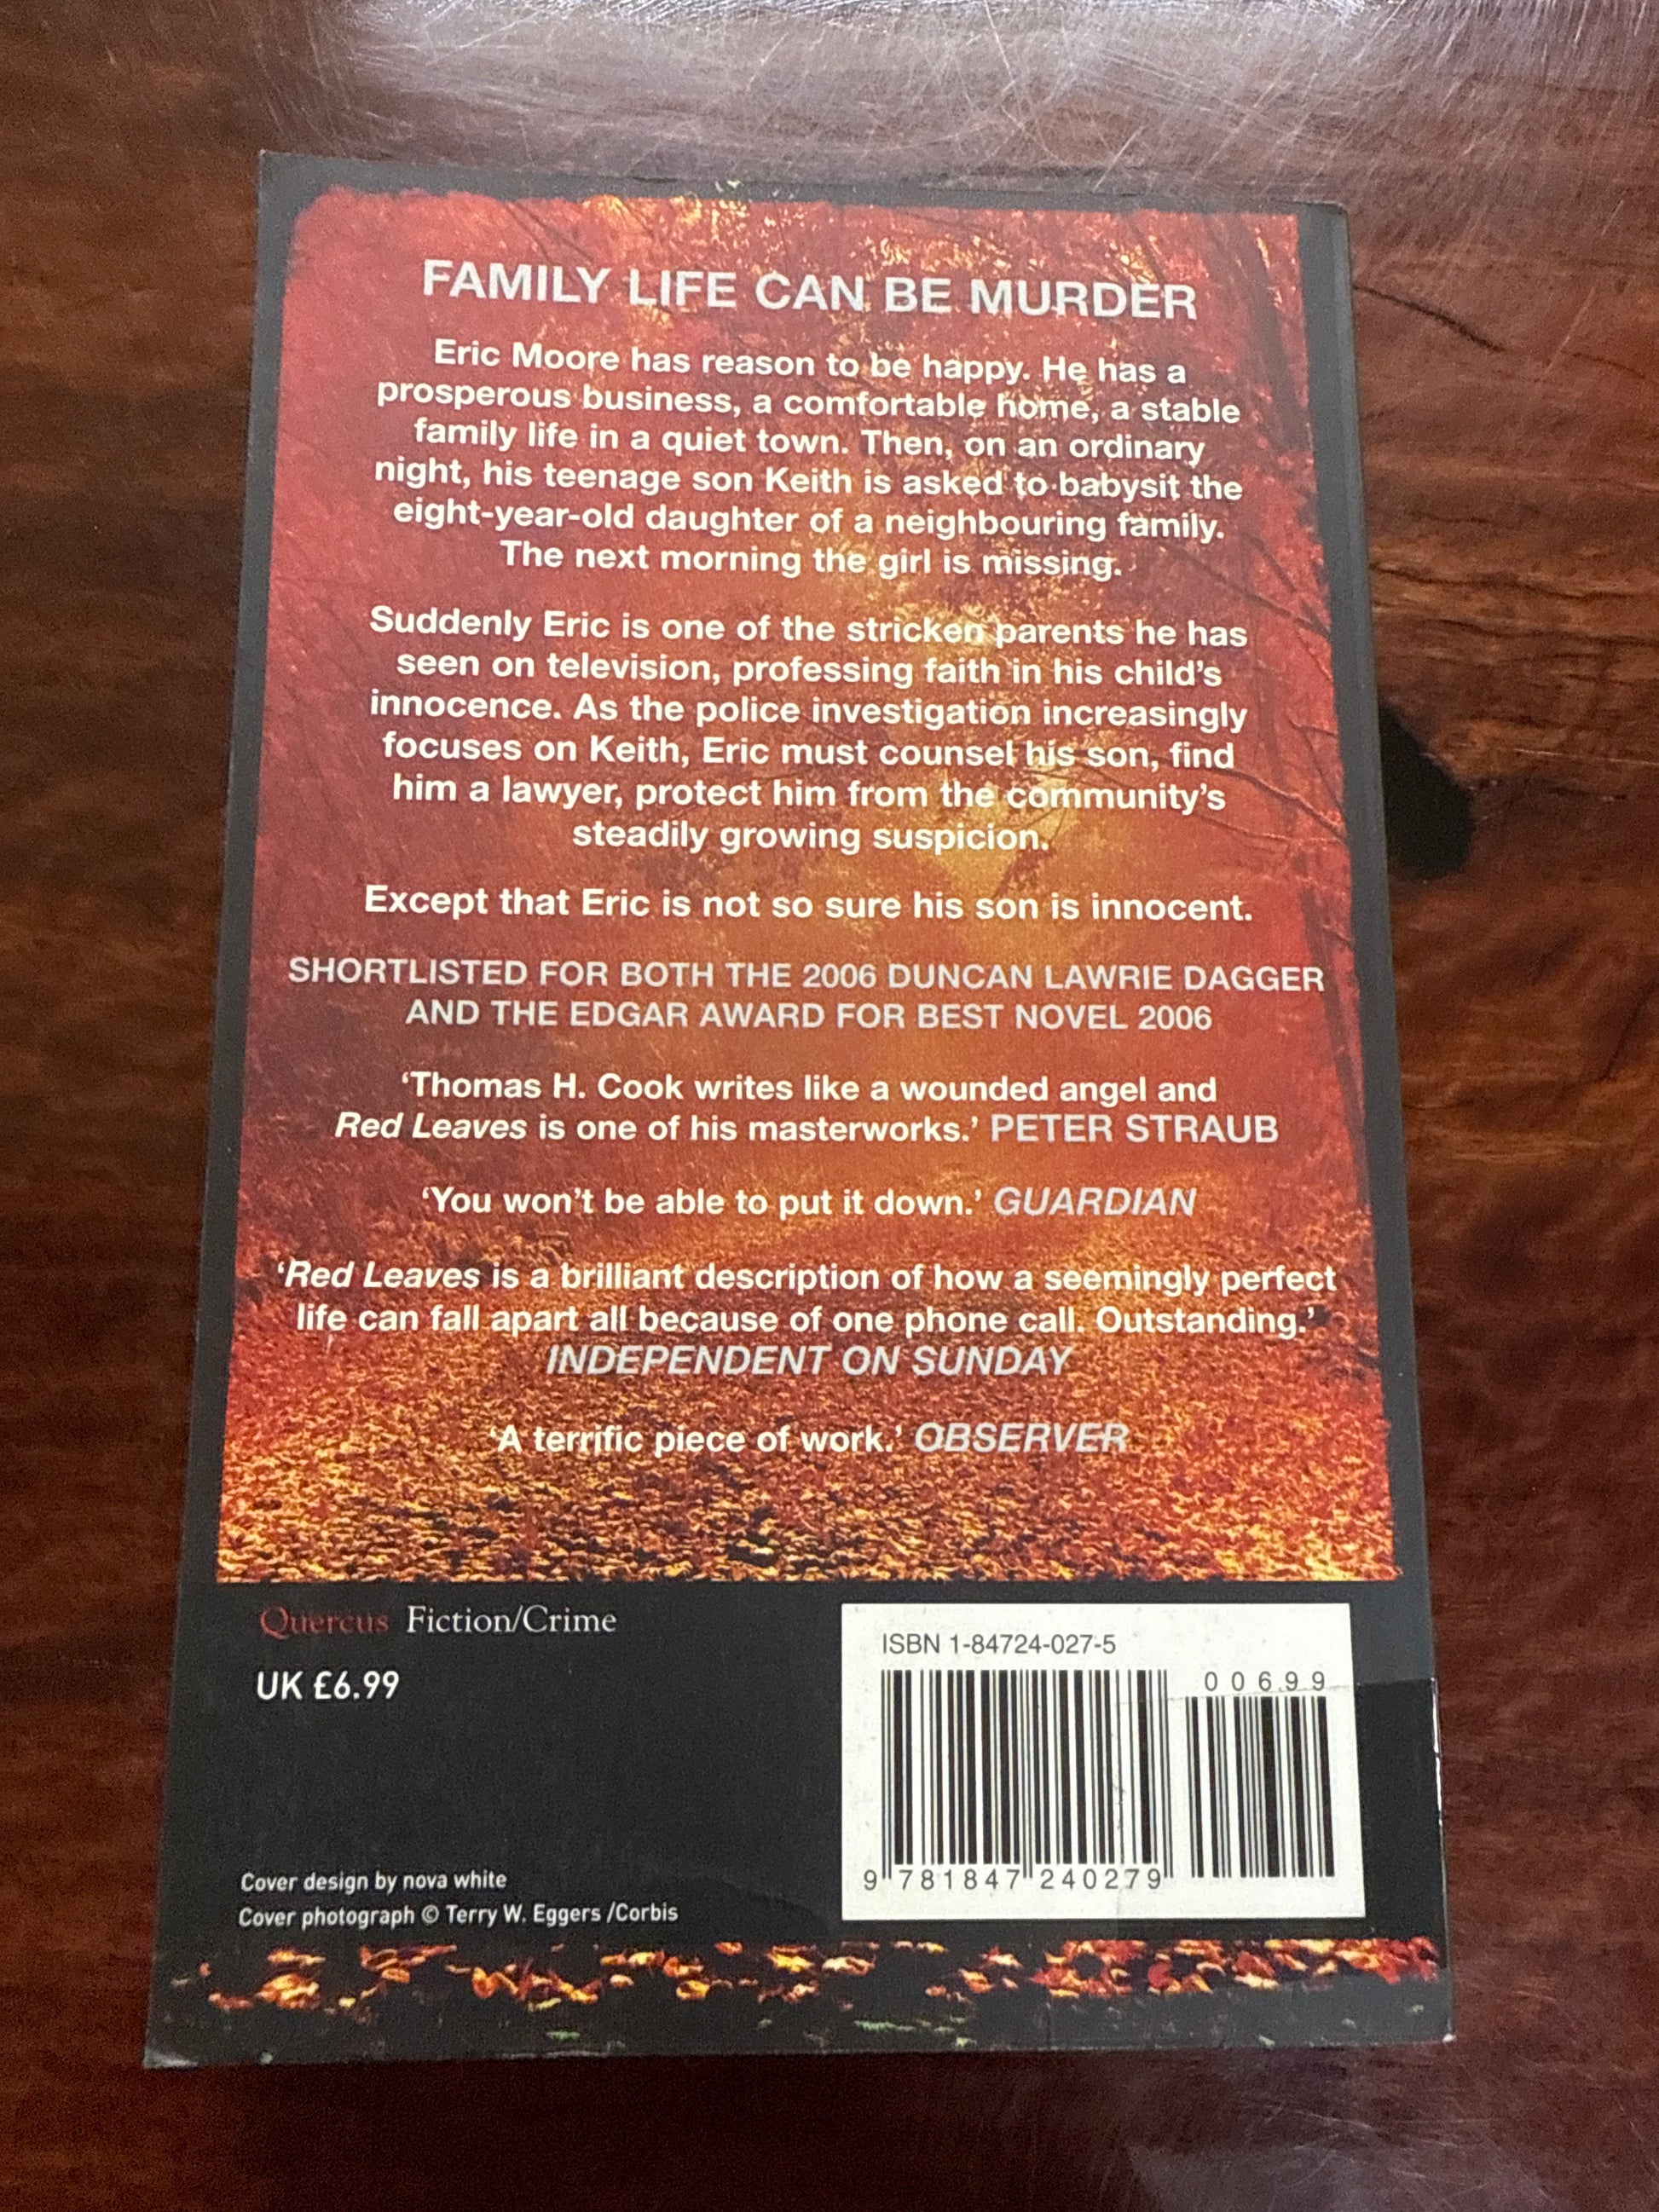 FAMILY LIFE CAN BE MURDER
Eric Moore has reason to be happy. He has a
prosperous business, a comfortable home, a stable
family life in a quiet town. Then, on an ordinary
night, his teenage son Keith is asked to babysit the
eight-year-old daughter of a neighbouring family.
The next morning the girl is missing.
Suddenly Eric is one of the stricken parents he has
seen on television, professing faith in his child's
innocence. As the police investigation increasingly
focuses on Keith, Eric must counsel his son, find
him a lawyer, protect him from the community's
steadily growing suspicion.
Except that Eric is not so sure his son is innocent.
SHORTLISTED FOR BOTH THE 2006 DUNCAN LAWRIE DAGGER
AND THE EDGAR AWARD FOR BEST NOVEL 2006
‘Thomas H. Cook writes like a wounded angel and
Red Leaves is one of his masterworks.’ PETER STRAUB
‘You won’t be able to put it down.’ GUARDIAN
‘Red Leaves is a brilliant description of how a seemingly perfect
life can fall apart all because of one phone call. Outstanding.’
INDEPENDENT ON SUNDAY
‘A terrific piece of work.’ OBSERVER
Quercus Fiction/Crime
UK £6.99
ISBN 1-84724-027-5
00699
9 781847 240279
Cover design by nova white
Cover photograph © Terry W. Eggers /Corbis